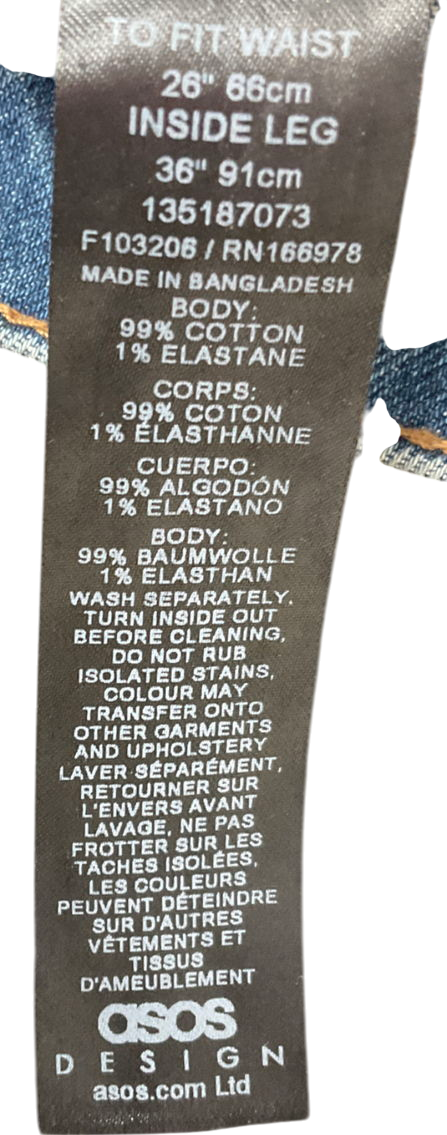 TO FIT WAIST
26" 66cm
INSIDE LEG
36" 91cm
135187073
F103206 / RN166978
MADE IN BANGLADESH
BODY:
99% COTTON
1% ELASTANE
CORPS:
99% COTON
1% ÉLASTHANNE
CUERPO:
99% ALGODÓN
1% ELASTANO
BODY:
99% BAUMWOLLE
1% ELASTHAN
WASH SEPARATELY,
TURN INSIDE OUT
BEFORE CLEANING,
DO NOT RUB
ISOLATED STAINS,
COLOUR MAY
TRANSFER ONTO
OTHER GARMENTS
AND UPHOLSTERY
LAVER SÉPARÉMENT,
RETOURNER SUR
L'ENVERS AVANT
LAVAGE, NE PAS
FROTTER SUR LES
TACHES ISOLÉES,
LES COULEURS
PEUVENT DÉTEINDRE
SUR D'AUTRES
VÊTEMENTS ET
TISSUS
D'AMEUBLEMENT
asos
DESIGN
asos.com Ltd